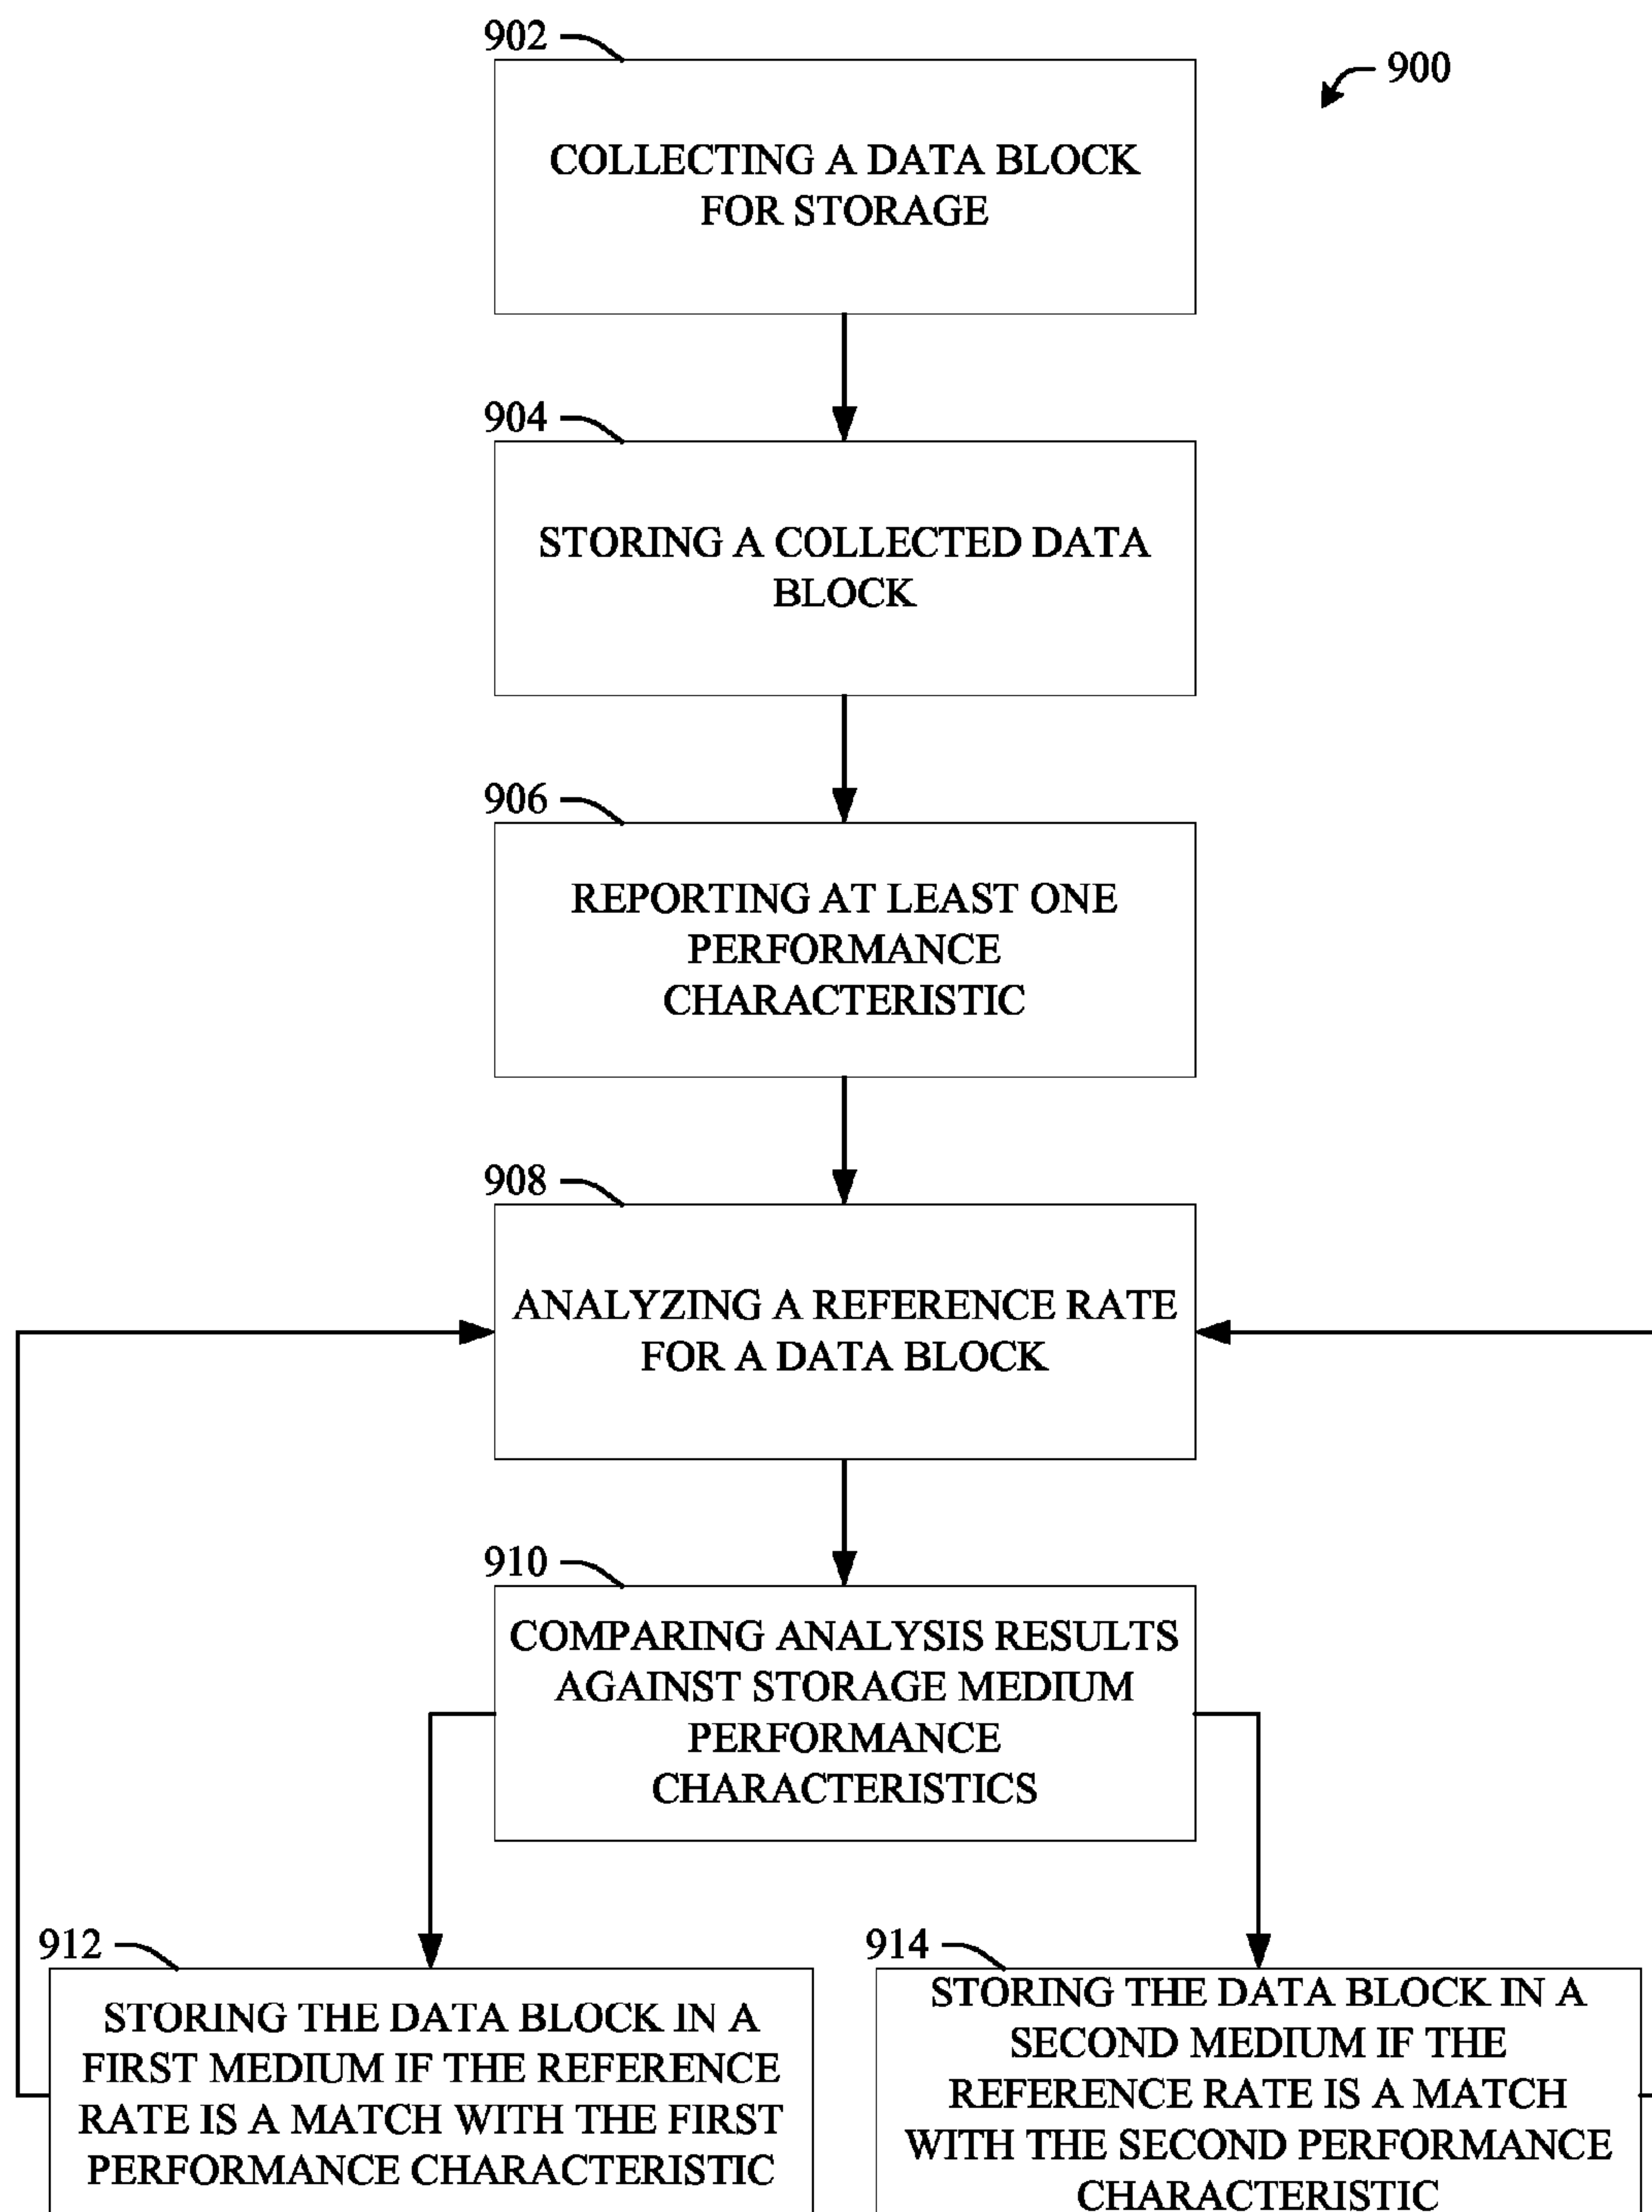 902
900
COLLECTING A DATA BLOCK
FOR STORAGE
904
STORING A COLLECTED DATA
BLOCK
906
REPORTING AT LEAST ONE
PERFORMANCE
CHARACTERISTIC
908
ANALYZING A REFERENCE RATE
FOR A DATA BLOCK
910
COMPARING ANALYSIS RESULTS
AGAINST STORAGE MEDIUM
PERFORMANCE
CHARACTERISTICS
912
STORING THE DATA BLOCK IN A
FIRST MEDIUM IF THE REFERENCE
RATE IS A MATCH WITH THE FIRST
PERFORMANCE CHARACTERISTIC
914
STORING THE DATA BLOCK IN A
SECOND MEDIUM IF THE
REFERENCE RATE IS A MATCH
WITH THE SECOND PERFORMANCE
CHARACTERISTIC